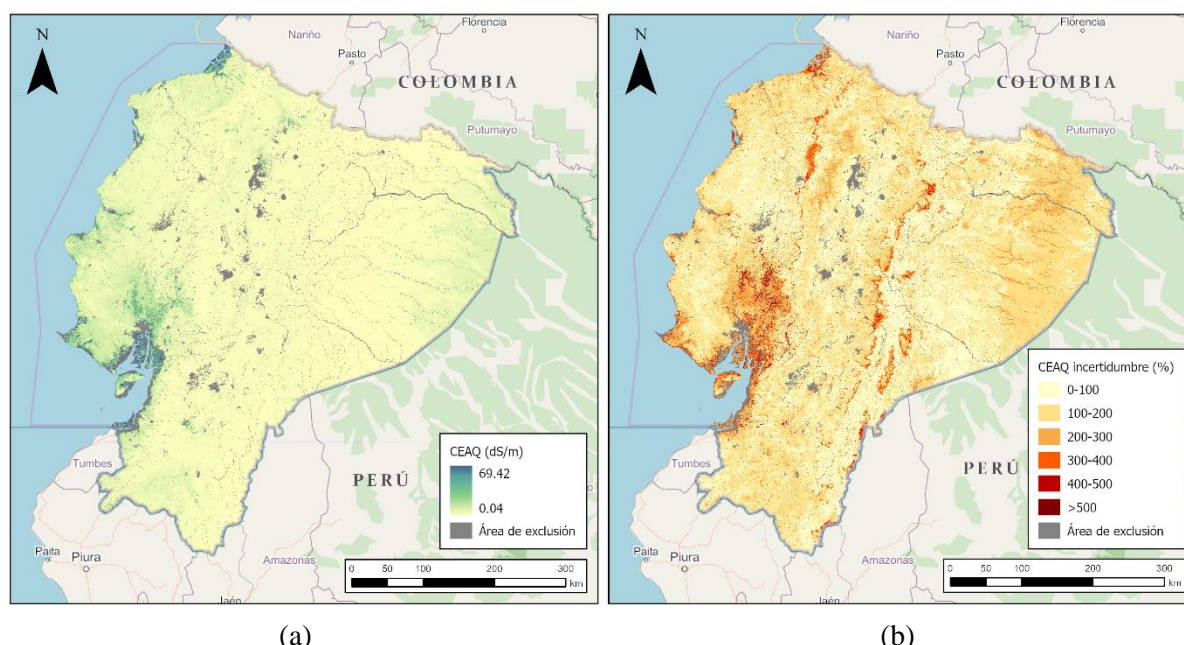 N
Nariño
Pasto
Florencia
COLOMBIA
Putumayo
Tumbes
PERÚ
Paita
Piura
Amazonas
Jaén
CEAQ (dS/m)
69.42
0.04
Área de exclusión
0 50 100 200 300
km
(a)
N
Nariño
Pasto
Florencia
COLOMBIA
Putumayo
Tumbes
PERÚ
Paita
Piura
Amazonas
Jaén
CEAQ incertidumbre (%)
0-100
100-200
200-300
300-400
400-500
>500
Área de exclusión
0 50 100 200 300
km
(b)